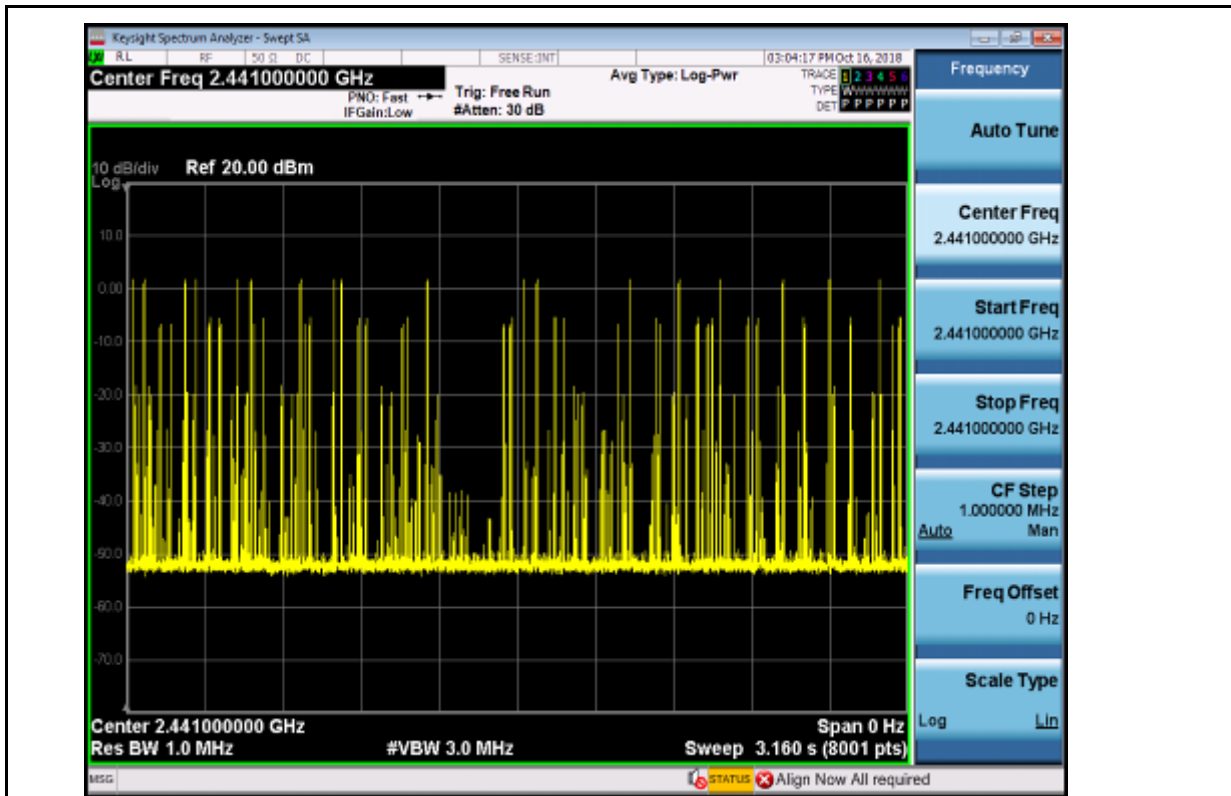 Keysight Spectrum Analyzer - Swept SA
RL RF 50 Ω DC SENSE:INT 03:04:17 PM Oct 16, 2018
Center Freq 2.441000000 GHz Avg Type: Log-Pwr TRACE 1 2 3 4 5 6
PNO: Fast Trig: Free Run TYPE WWWWWW
IFGain:Low #Atten: 30 dB DET P P P P P P
10 dB/div Ref 20.00 dBm
Log
10.0
0.00
-10.0
-20.0
-30.0
-40.0
-50.0
-60.0
-70.0
Center 2.441000000 GHz Span 0 Hz
Res BW 1.0 MHz #VBW 3.0 MHz Sweep 3.160 s (8001 pts)
MSG STATUS Align Now All required
Frequency
Auto Tune
Center Freq
2.441000000 GHz
Start Freq
2.441000000 GHz
Stop Freq
2.441000000 GHz
CF Step
1.000000 MHz
Auto Man
Freq Offset
0 Hz
Scale Type
Log Lin